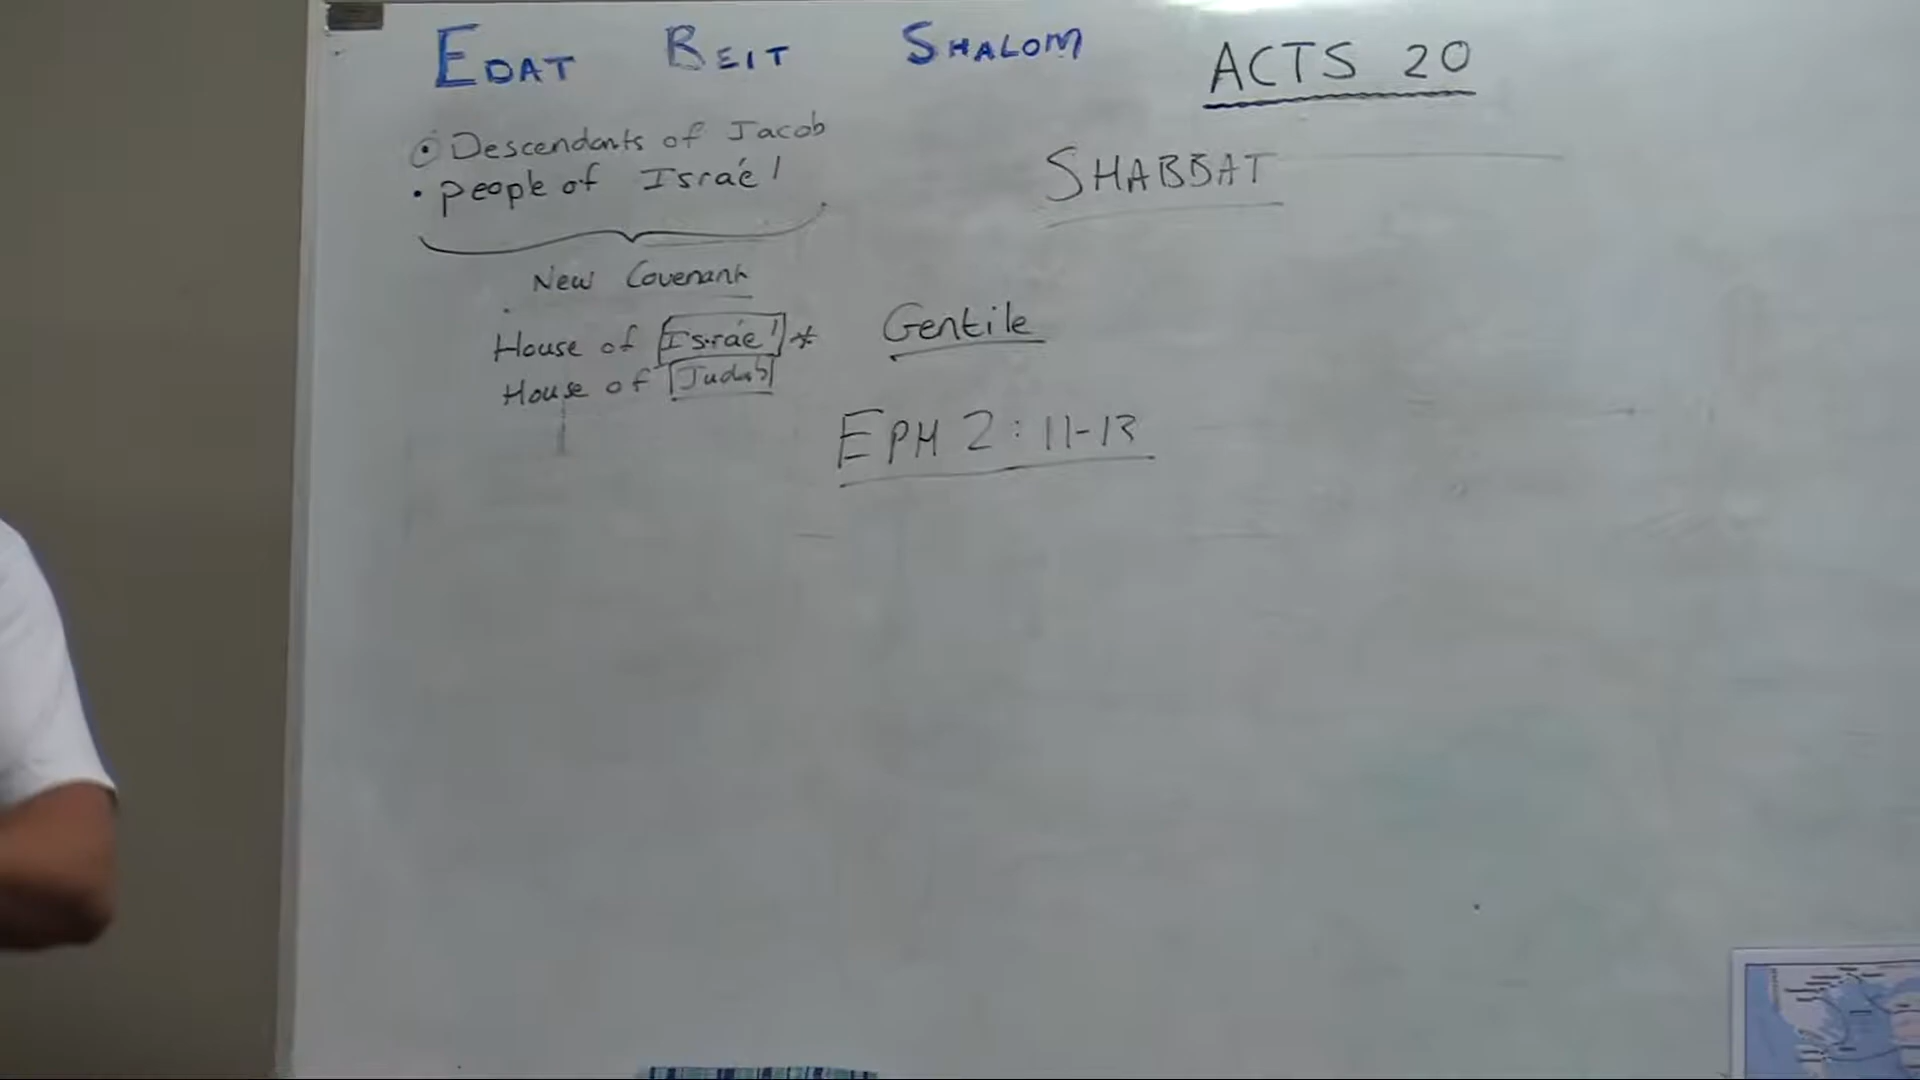 EDAT BEIT SHALOM
ACTS 20
Descendants of Jacob
• people of Israel
SHABBAT
New Covenant
House of Israel *
Gentile
House of Judah
EPH 2:11-13